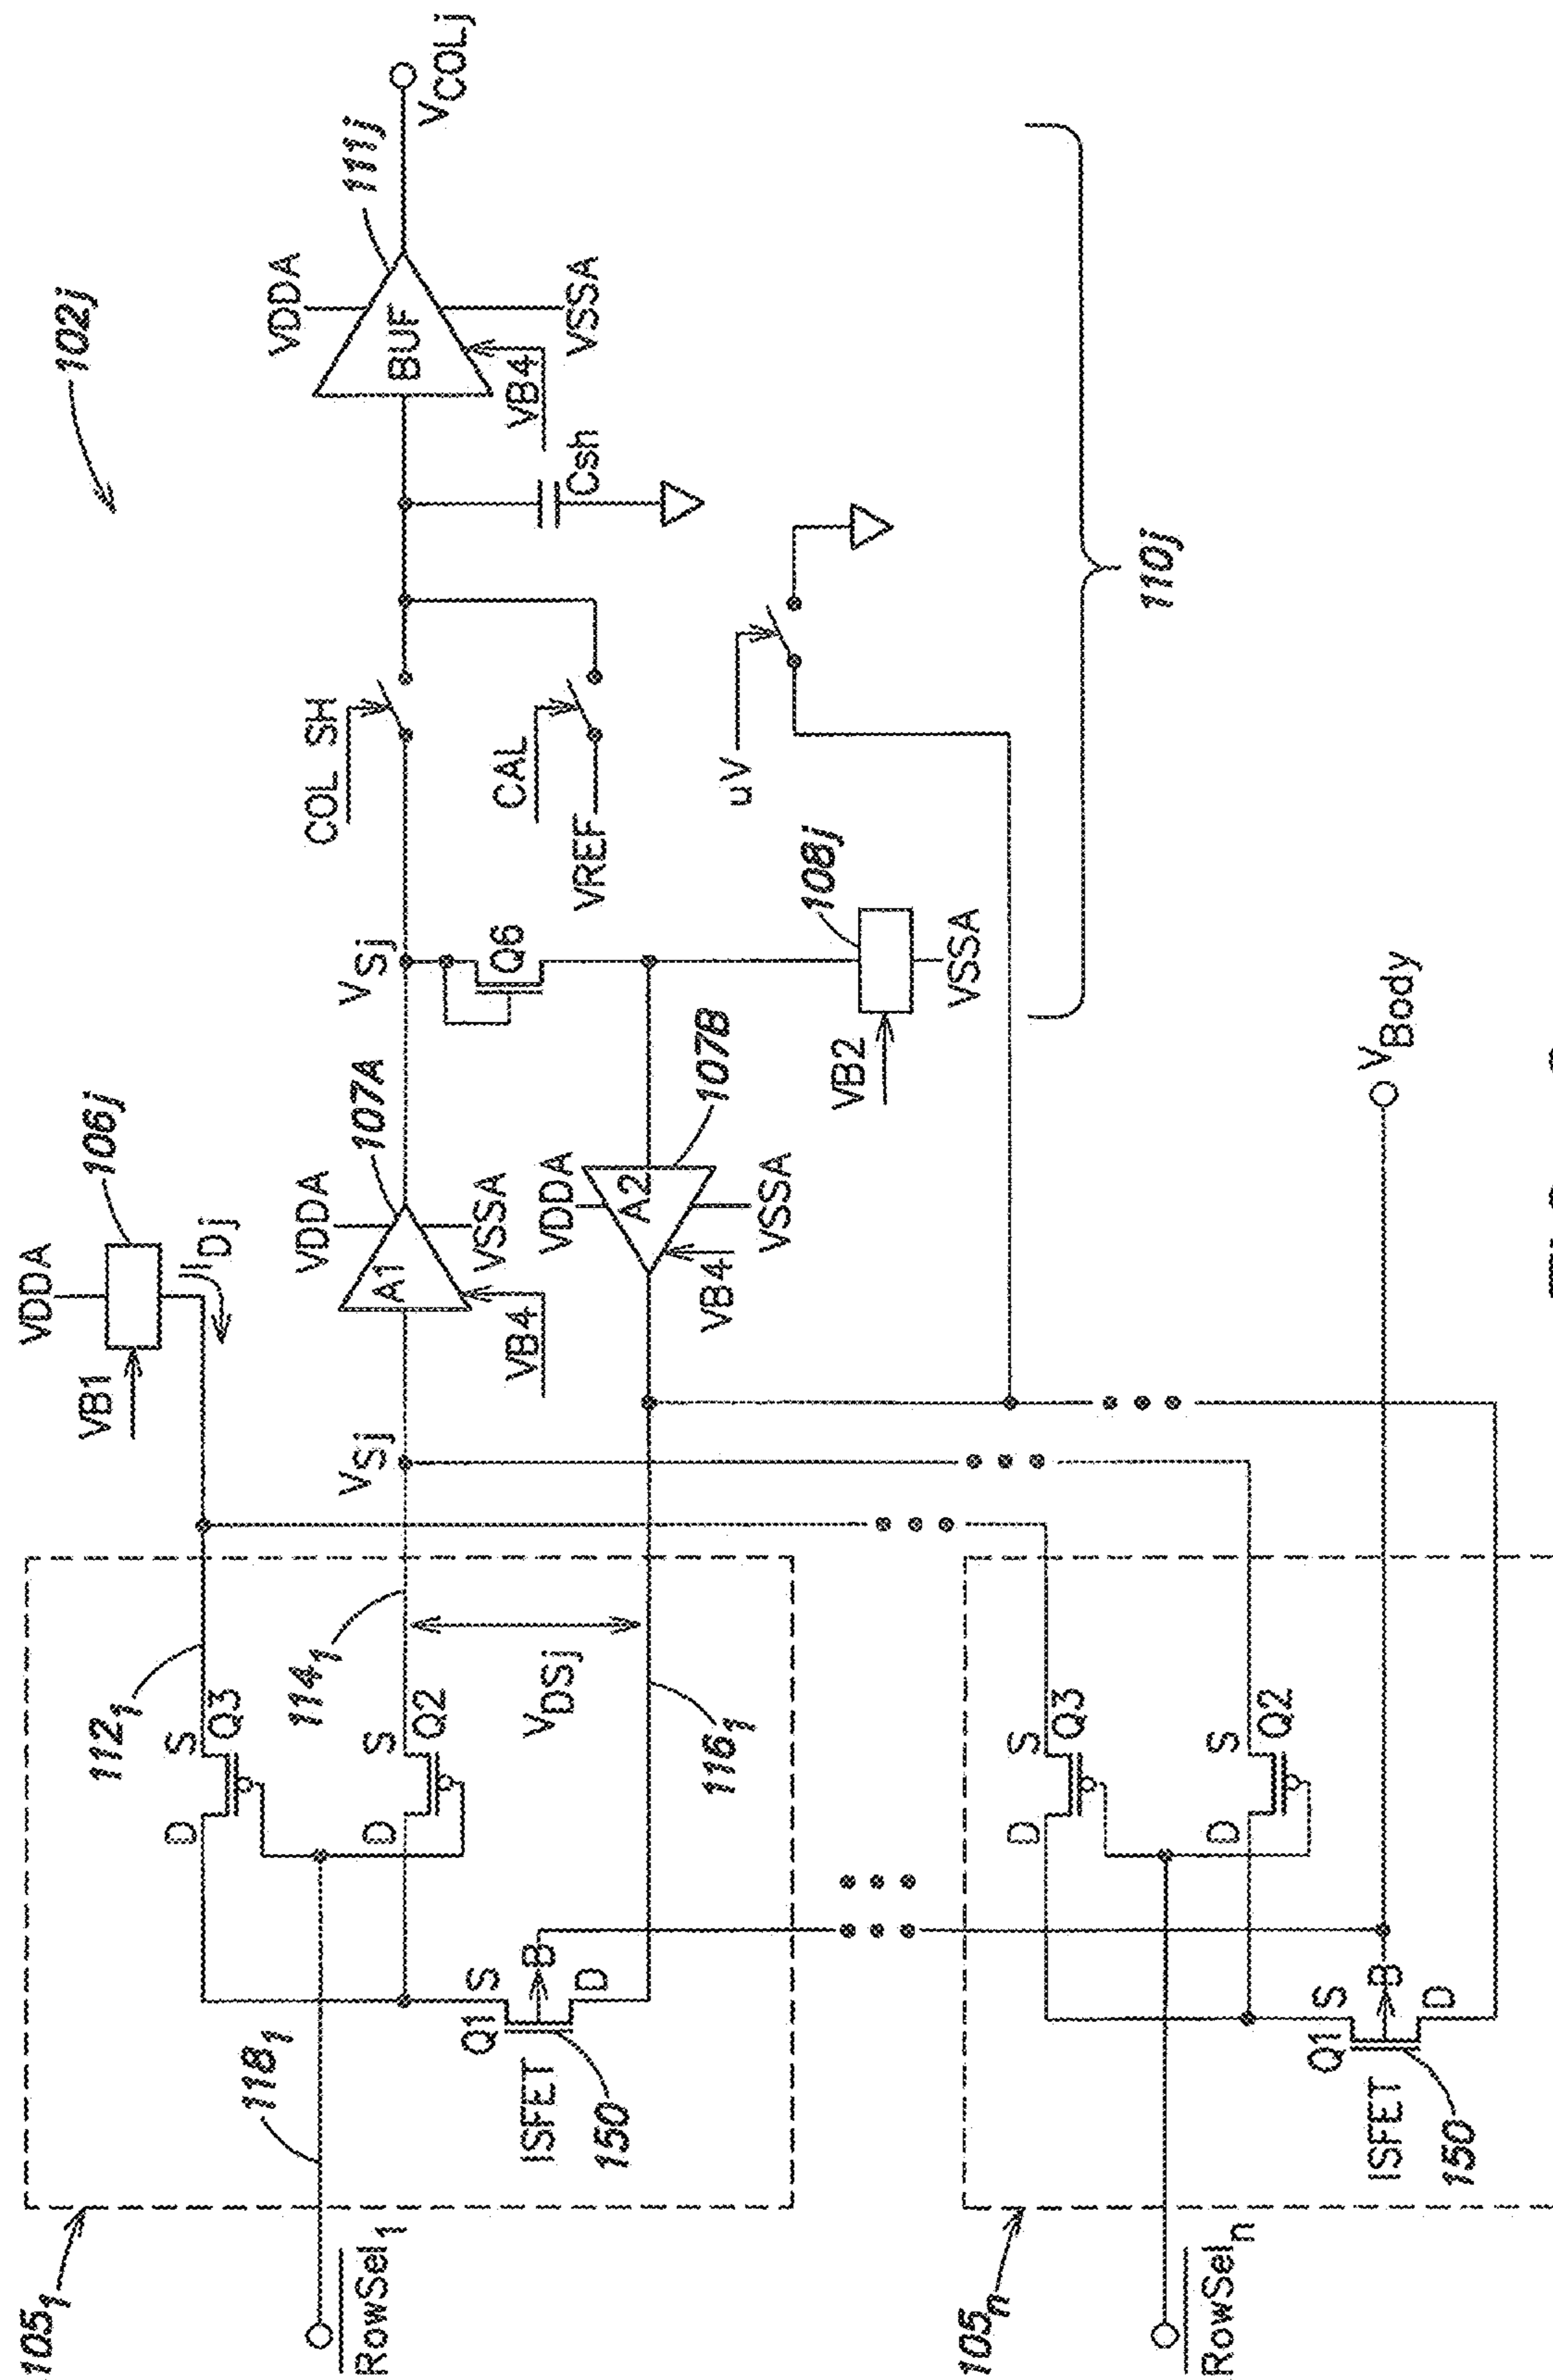 102j
VDDA
106j
VB1
IDj
VDDA
107A
A1
VSSA
VB4
VSj
VSj
COL SH
CAL
VREF
VDDA
BUF
111j
VB4
VSSA
VCOLj
Csh
Q6
VDDA
A2
107B
VB4
VSSA
VB2
108j
VSSA
uV
110j
1051
RowSel1
1181
1121
D
S
Q3
1141
D
S
Q2
VDSj
1161
Q1
S
B
D
ISFET
150
VBody
105n
RowSeln
D
S
Q3
D
S
Q2
Q1
S
B
D
ISFET
150